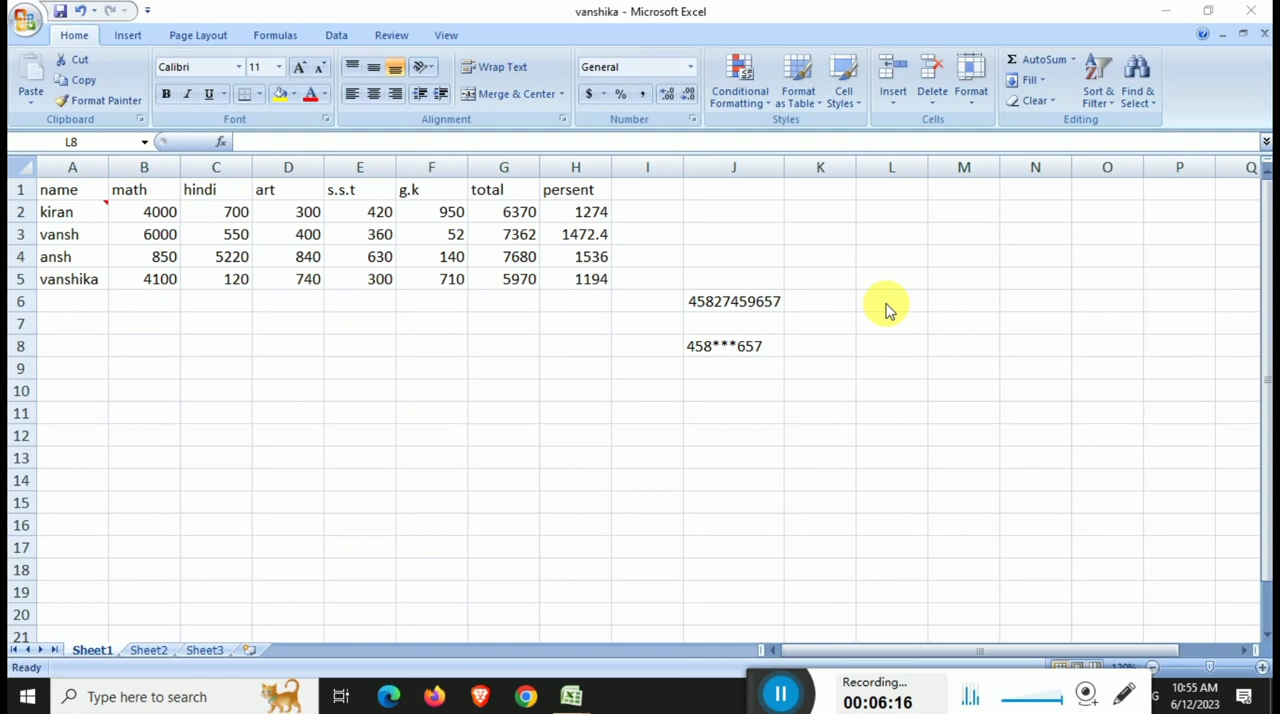 vanshika - Microsoft Excel
Home Insert Page Layout Formulas Data Review View
Paste Cut Copy Format Painter Clipboard
Calibri 11 A A B I U A Font
Wrap Text Merge & Center Alignment
General $ % , .0 .00 .00 .0 Number
Conditional Formatting Format as Table Cell Styles Styles
Insert Delete Format Cells
Σ AutoSum Fill Clear Sort & Filter Find & Select Editing
L8 fx
A B C D E F G H I J K L M N O P Q
1 name math hindi art s.s.t g.k total persent
2 kiran 4000 700 300 420 950 6370 1274
3 vansh 6000 550 400 360 52 7362 1472.4
4 ansh 850 5220 840 630 140 7680 1536
5 vanshika 4100 120 740 300 710 5970 1194
6 45827459657
7
8 458***657
9
10
11
12
13
14
15
16
17
18
19
20
21
Sheet1 Sheet2 Sheet3
Ready 120%
Type here to search
Recording...
00:06:16
G
10:55 AM
6/12/2023